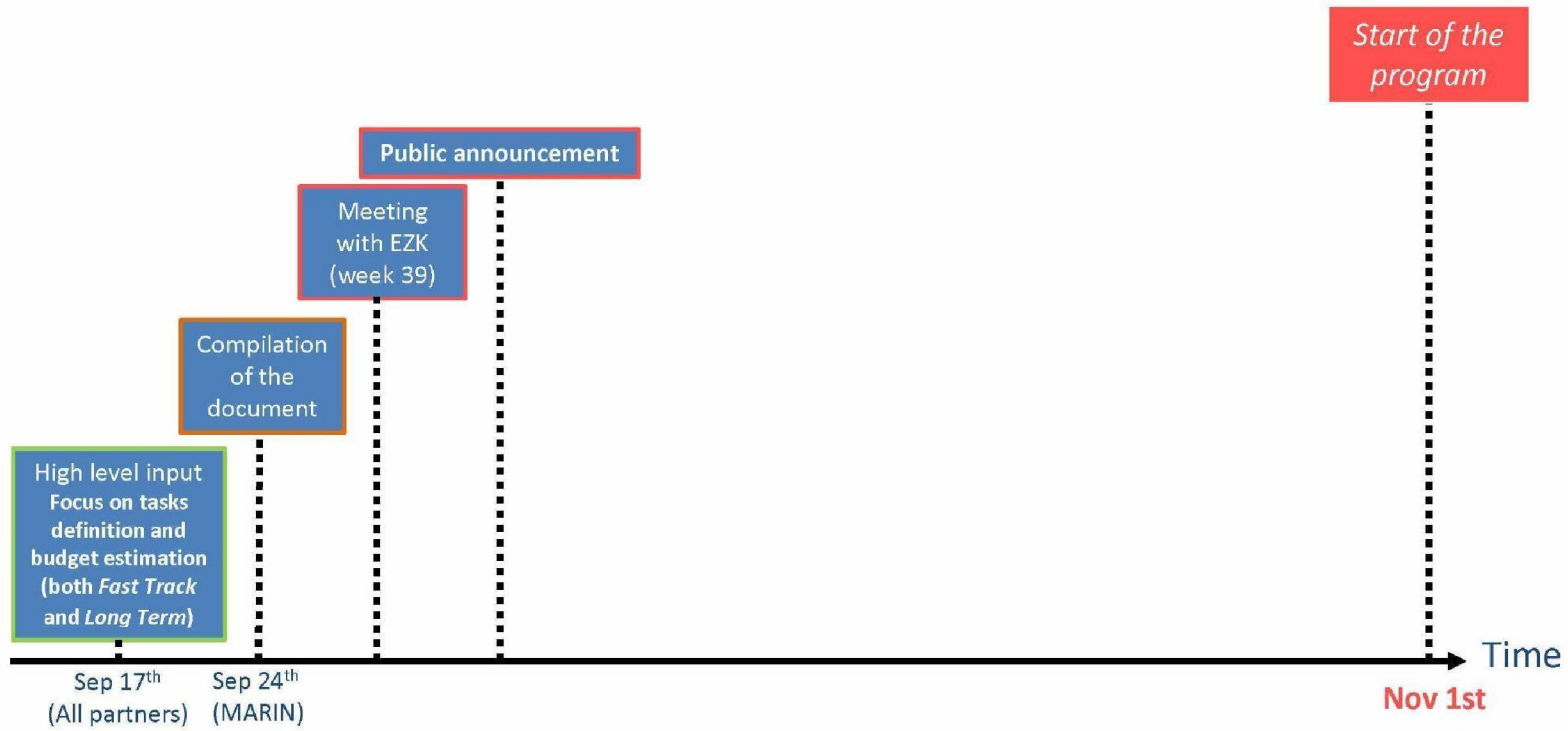 Start of the
program
Public announcement
Meeting
with EZK
(week 39)
Compilation
of the
document
High level input
Focus on tasks
definition and
budget estimation
(both Fast Track
and Long Term)
Time
Sep 17th
(All partners)
Sep 24th
(MARIN)
Nov 1st